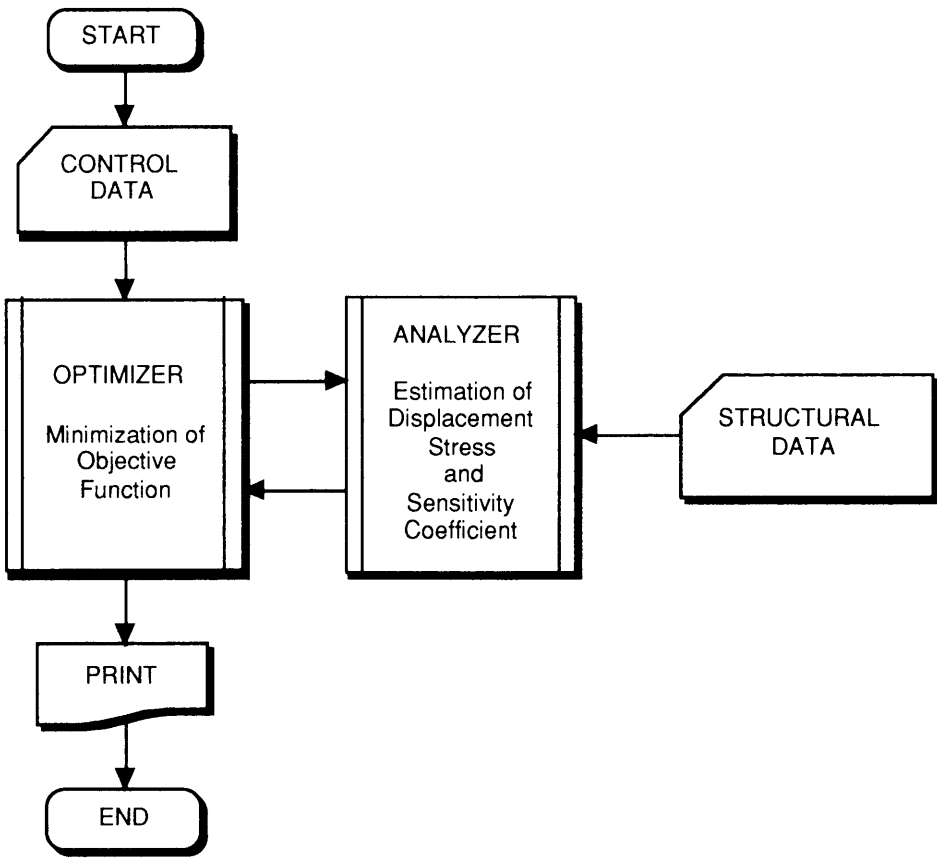 START
CONTROL
DATA
OPTIMIZER
Minimization of
Objective
Function
ANALYZER
Estimation of
Displacement
Stress
and
Sensitivity
Coefficient
STRUCTURAL
DATA
PRINT
END